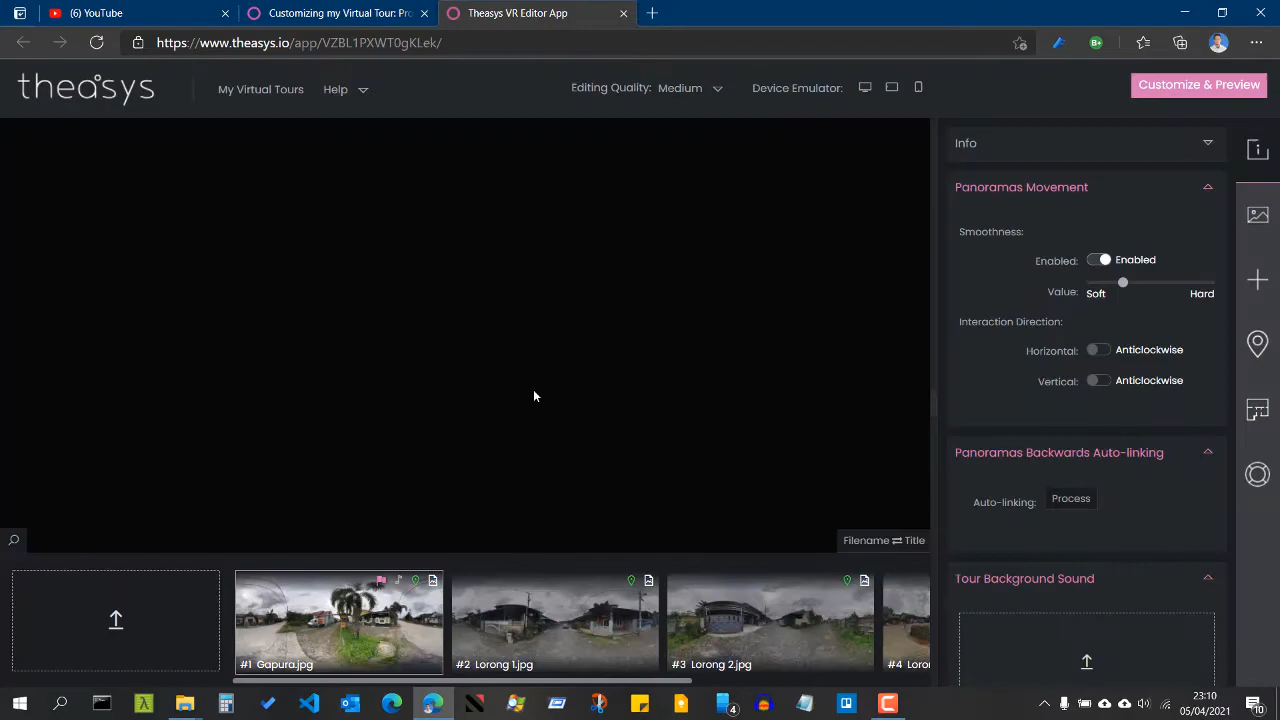 (6) YouTube
Customizing my Virtual Tour: Pro
Theasys VR Editor App
https://www.theasys.io/app/VZBL1PXWT0gKLek/
theasys
My Virtual Tours
Help
Editing Quality: Medium
Device Emulator:
Customize & Preview
Info
Panoramas Movement
Smoothness:
Enabled: Enabled
Value:
Soft Hard
Interaction Direction:
Horizontal: Anticlockwise
Vertical: Anticlockwise
Panoramas Backwards Auto-linking
Auto-linking: Process
Filename ⇄ Title
Tour Background Sound
#1 Gapura.jpg
#2 Lorong 1.jpg
#3 Lorong 2.jpg
#4 Loro
23:10
05/04/2021
4
10